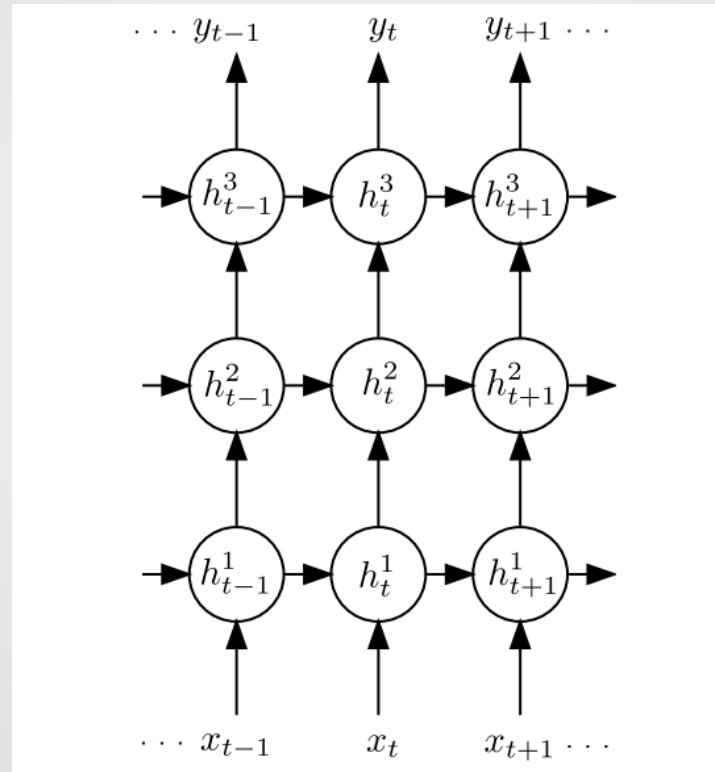 ··· y_{t−1} y_t y_{t+1} ···
h^3_{t−1} h^3_t h^3_{t+1}
h^2_{t−1} h^2_t h^2_{t+1}
h^1_{t−1} h^1_t h^1_{t+1}
··· x_{t−1} x_t x_{t+1} ···